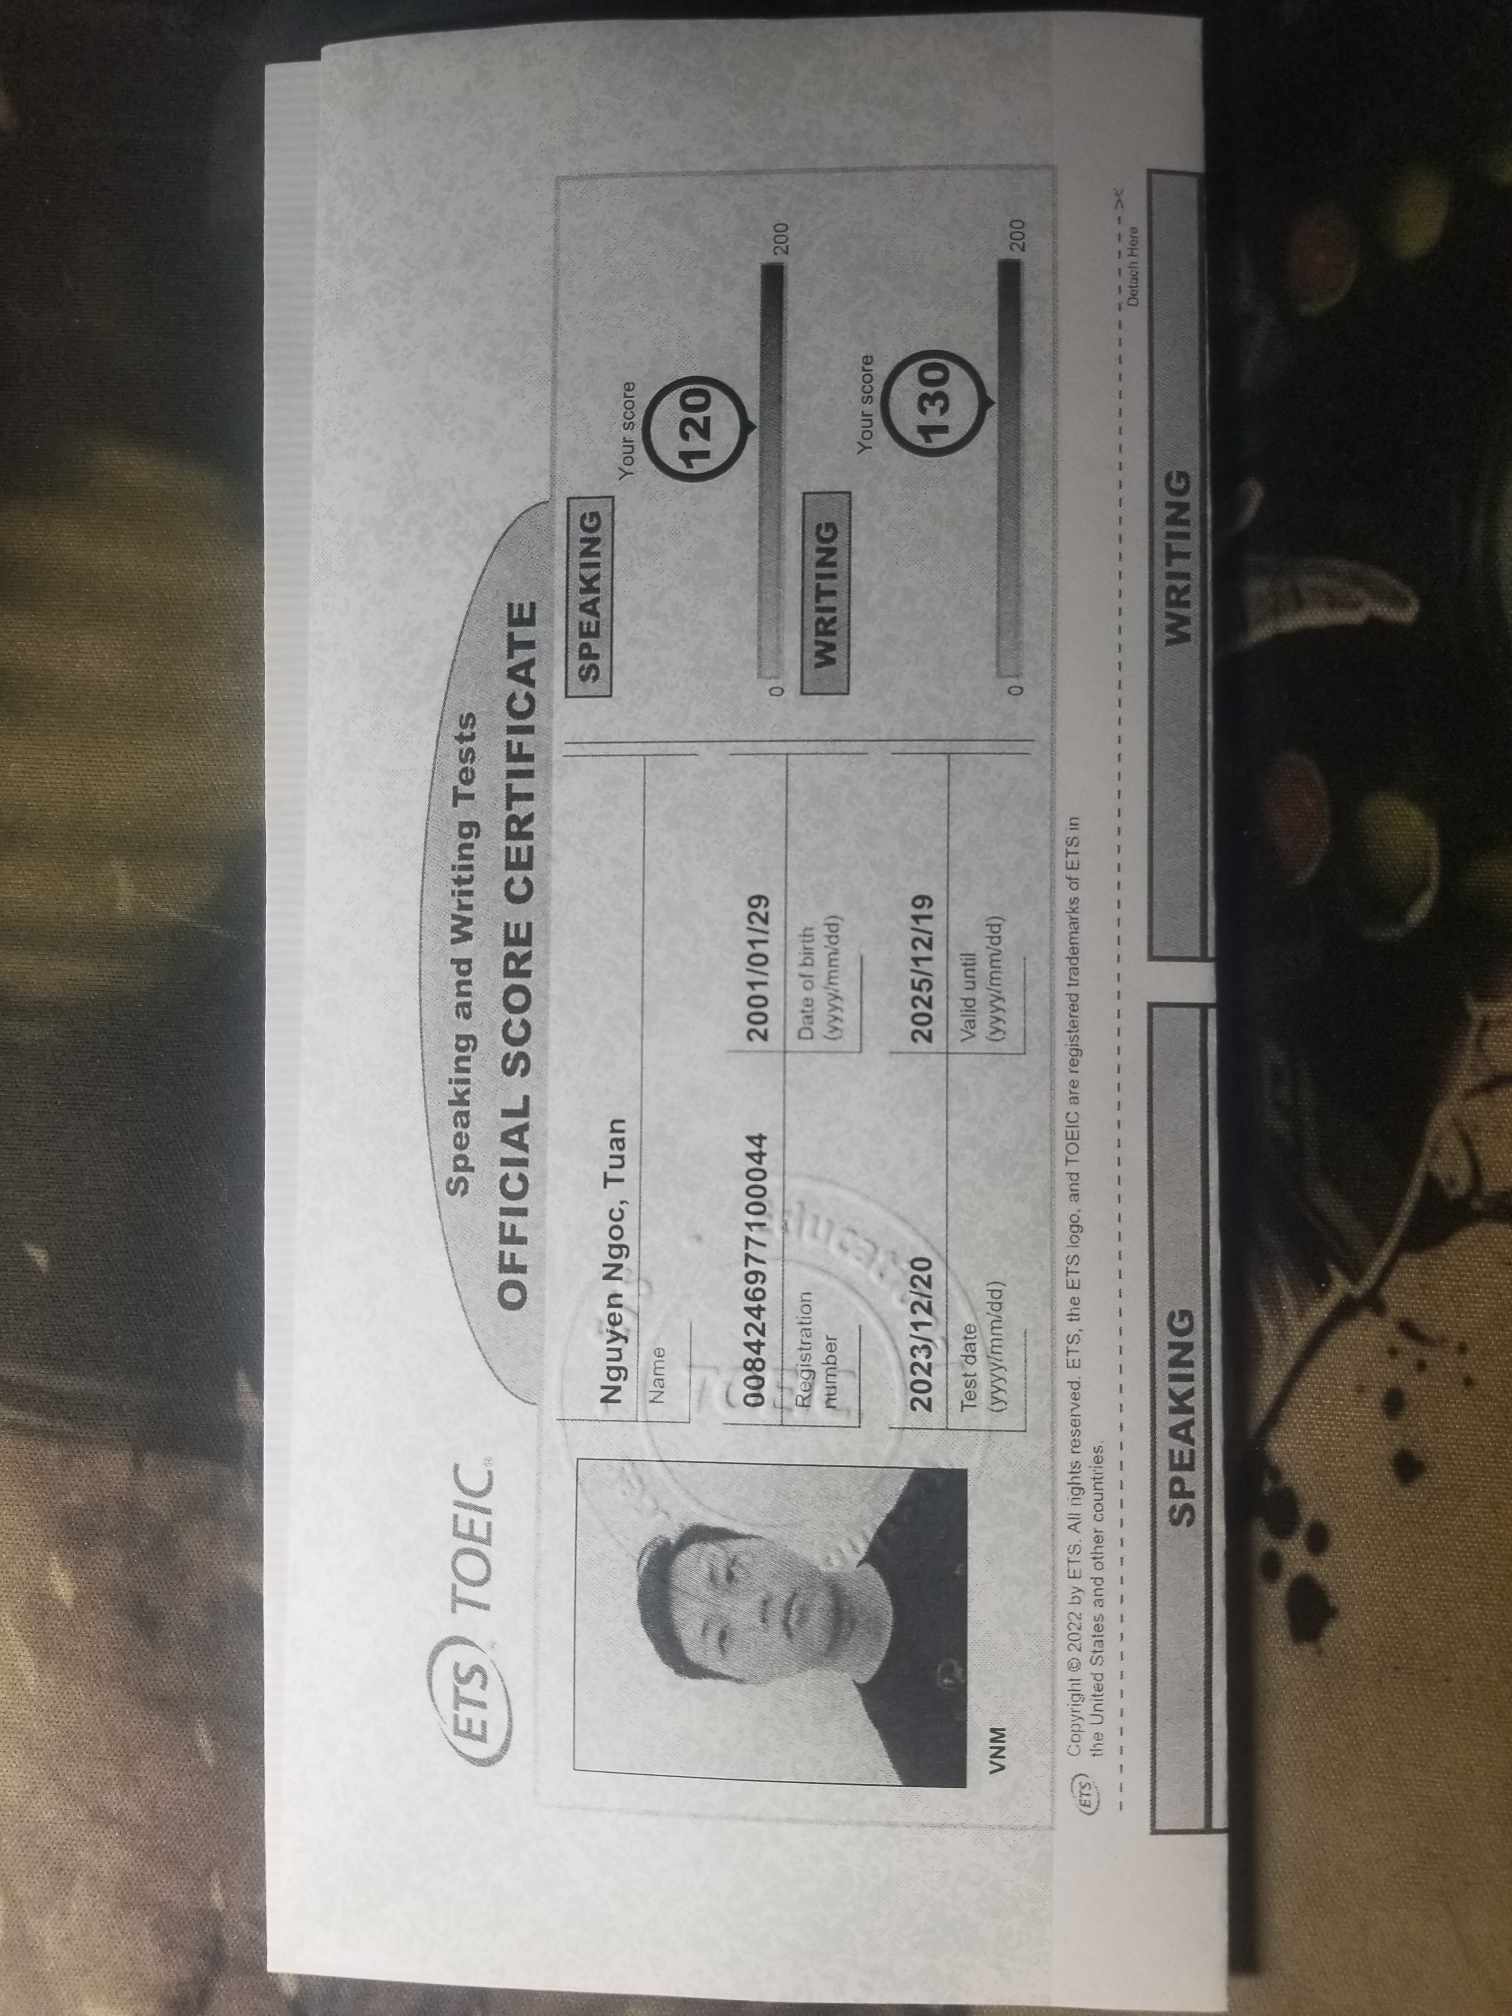 ETS TOEIC®
Speaking and Writing Tests
OFFICIAL SCORE CERTIFICATE
Nguyen Ngoc, Tuan
Name
0084246977100044
2001/01/29
Registration
number
Date of birth
(yyyy/mm/dd)
2023/12/20
2025/12/19
Test date
(yyyy/mm/dd)
Valid until
(yyyy/mm/dd)
VNM
SPEAKING
Your score
120
0
200
WRITING
Your score
130
0
200
ETS
Copyright © 2022 by ETS. All rights reserved. ETS, the ETS logo, and TOEIC are registered trademarks of ETS in
the United States and other countries.
Detach Here
SPEAKING
WRITING